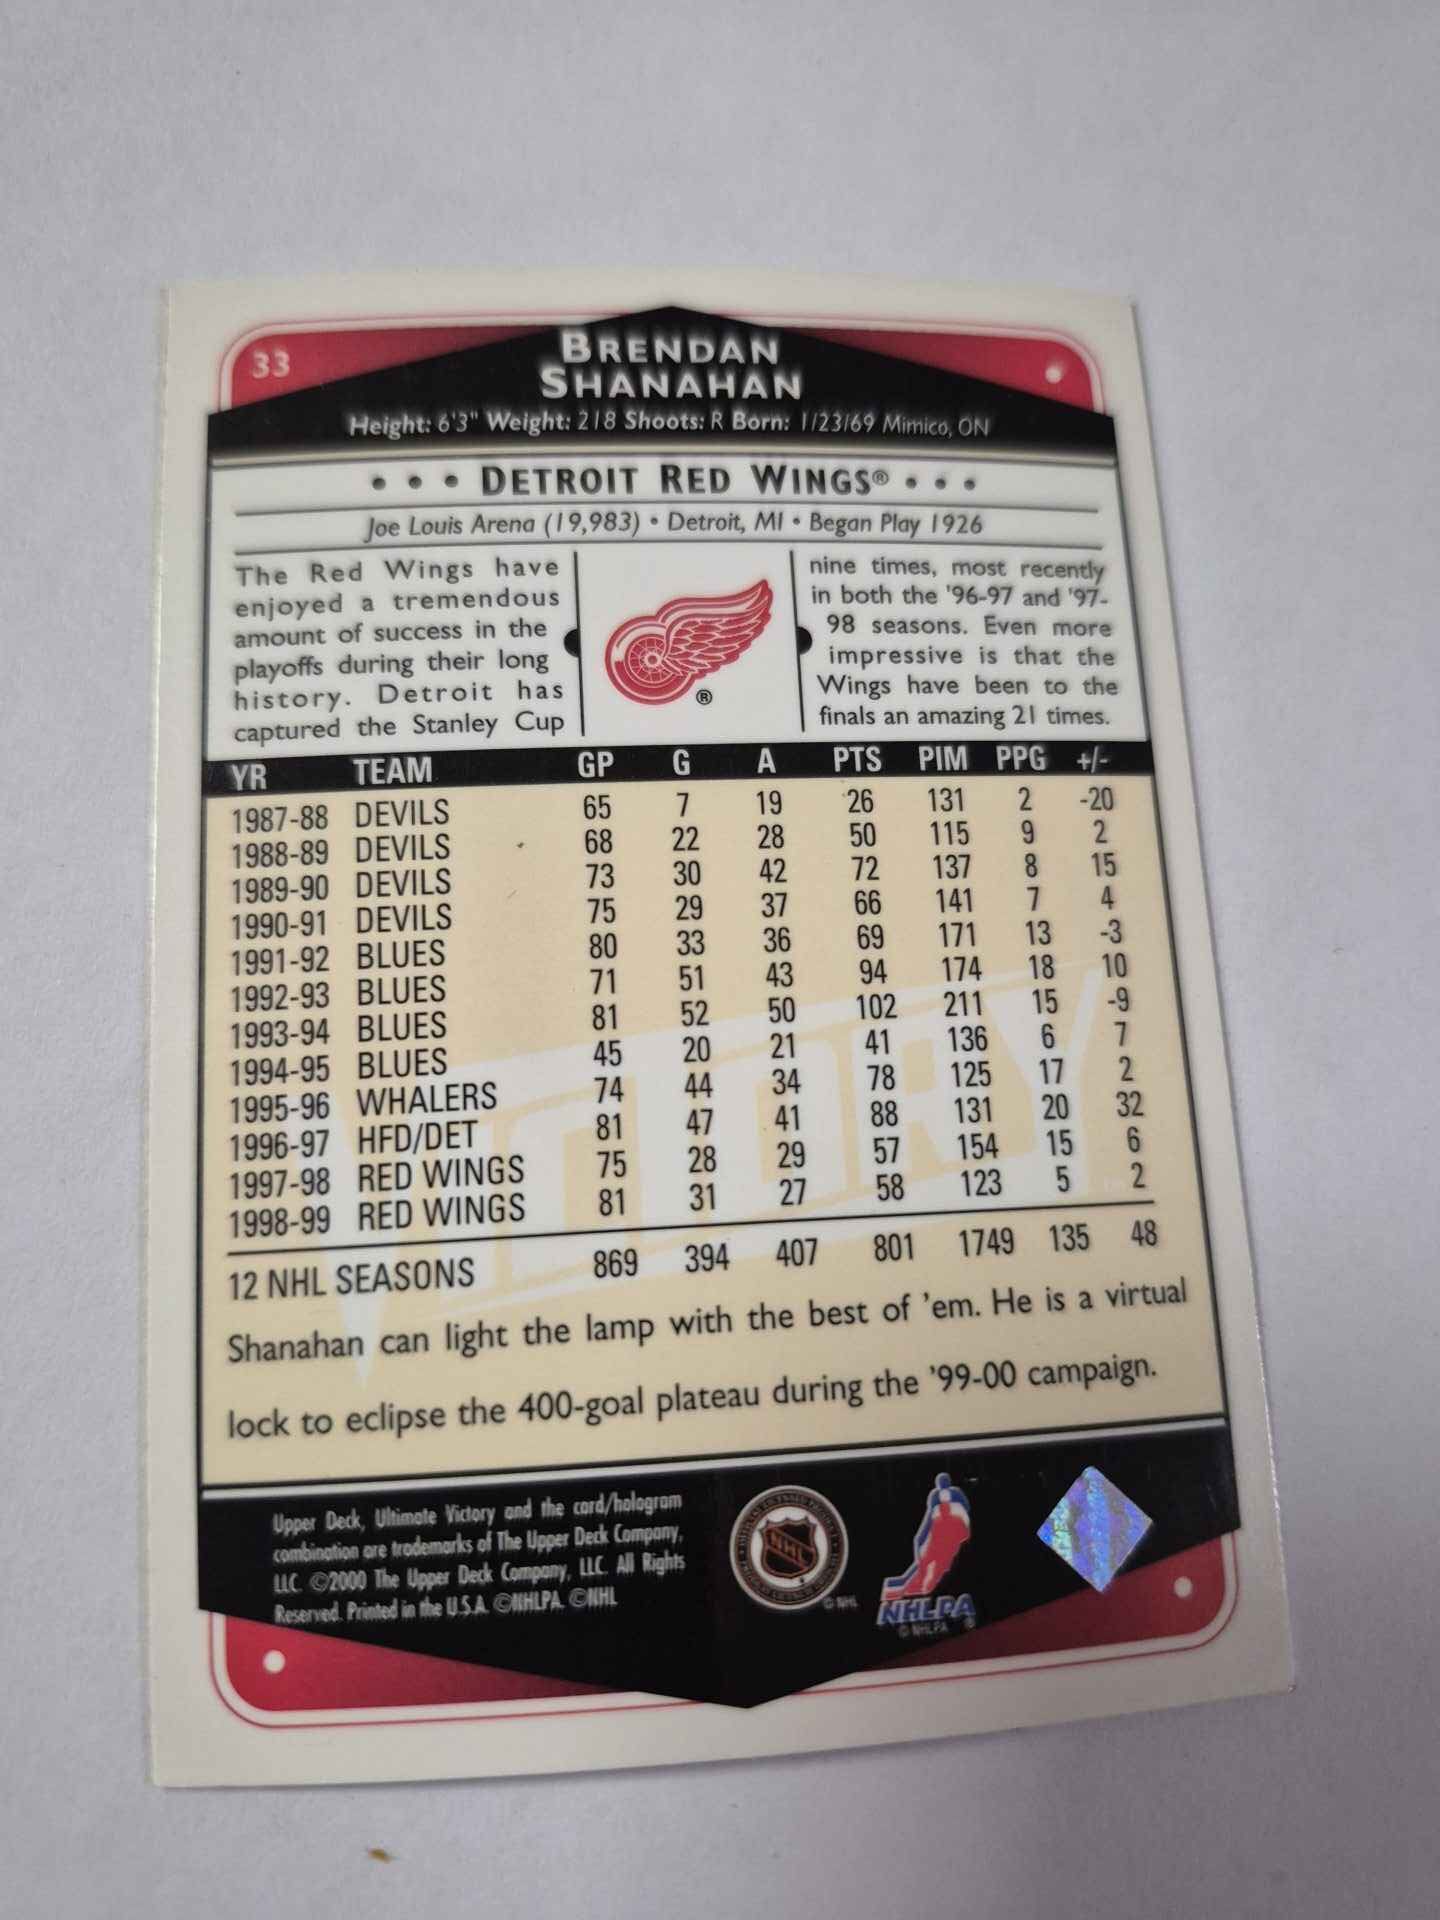 33
BRENDAN
SHANAHAN
Height: 6'3" Weight: 218 Shoots: R Born: 1/23/69 Mimico, ON
• • • DETROIT RED WINGS® • • •
Joe Louis Arena (19,983) • Detroit, MI • Began Play 1926
The Red Wings have
enjoyed a tremendous
amount of success in the
playoffs during their long
history. Detroit has
captured the Stanley Cup
®
nine times, most recently
in both the '96-97 and '97-
98 seasons. Even more
impressive is that the
Wings have been to the
finals an amazing 21 times.
YR TEAM GP G A PTS PIM PPG +/-
1987-88 DEVILS 65 7 19 26 131 2 -20
1988-89 DEVILS 68 22 28 50 115 9 2
1989-90 DEVILS 73 30 42 72 137 8 15
1990-91 DEVILS 75 29 37 66 141 7 4
1991-92 BLUES 80 33 36 69 171 13 -3
1992-93 BLUES 71 51 43 94 174 18 10
1993-94 BLUES 81 52 50 102 211 15 -9
1994-95 BLUES 45 20 21 41 136 6 7
1995-96 WHALERS 74 44 34 78 125 17 2
1996-97 HFD/DET 81 47 41 88 131 20 32
1997-98 RED WINGS 75 28 29 57 154 15 6
1998-99 RED WINGS 81 31 27 58 123 5 2
12 NHL SEASONS 869 394 407 801 1749 135 48
VICTORY
Shanahan can light the lamp with the best of 'em. He is a virtual
lock to eclipse the 400-goal plateau during the '99-00 campaign.
Upper Deck, Ultimate Victory and the card/hologram
combination are trademarks of The Upper Deck Company,
LLC. ©2000 The Upper Deck Company, LLC. All Rights
Reserved. Printed in the U.S.A. ©NHLPA. ©NHL
NHL
© NHL
NHLPA
© NHLPA ®